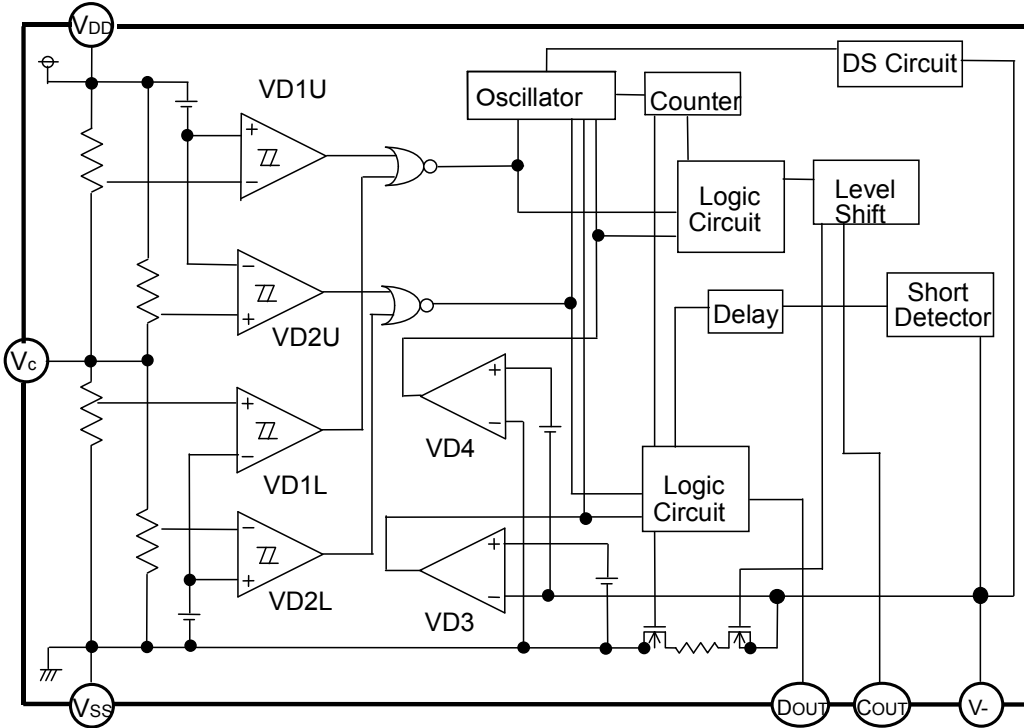 VDD
DS Circuit
VD1U
Oscillator
Counter
+
−
Logic
Circuit
Level
Shift
−
+
VD2U
Delay
Short
Detector
Vc
+
−
VD1L
+
−
VD4
Logic
Circuit
−
+
VD2L
+
−
VD3
VSS
DOUT
COUT
V-